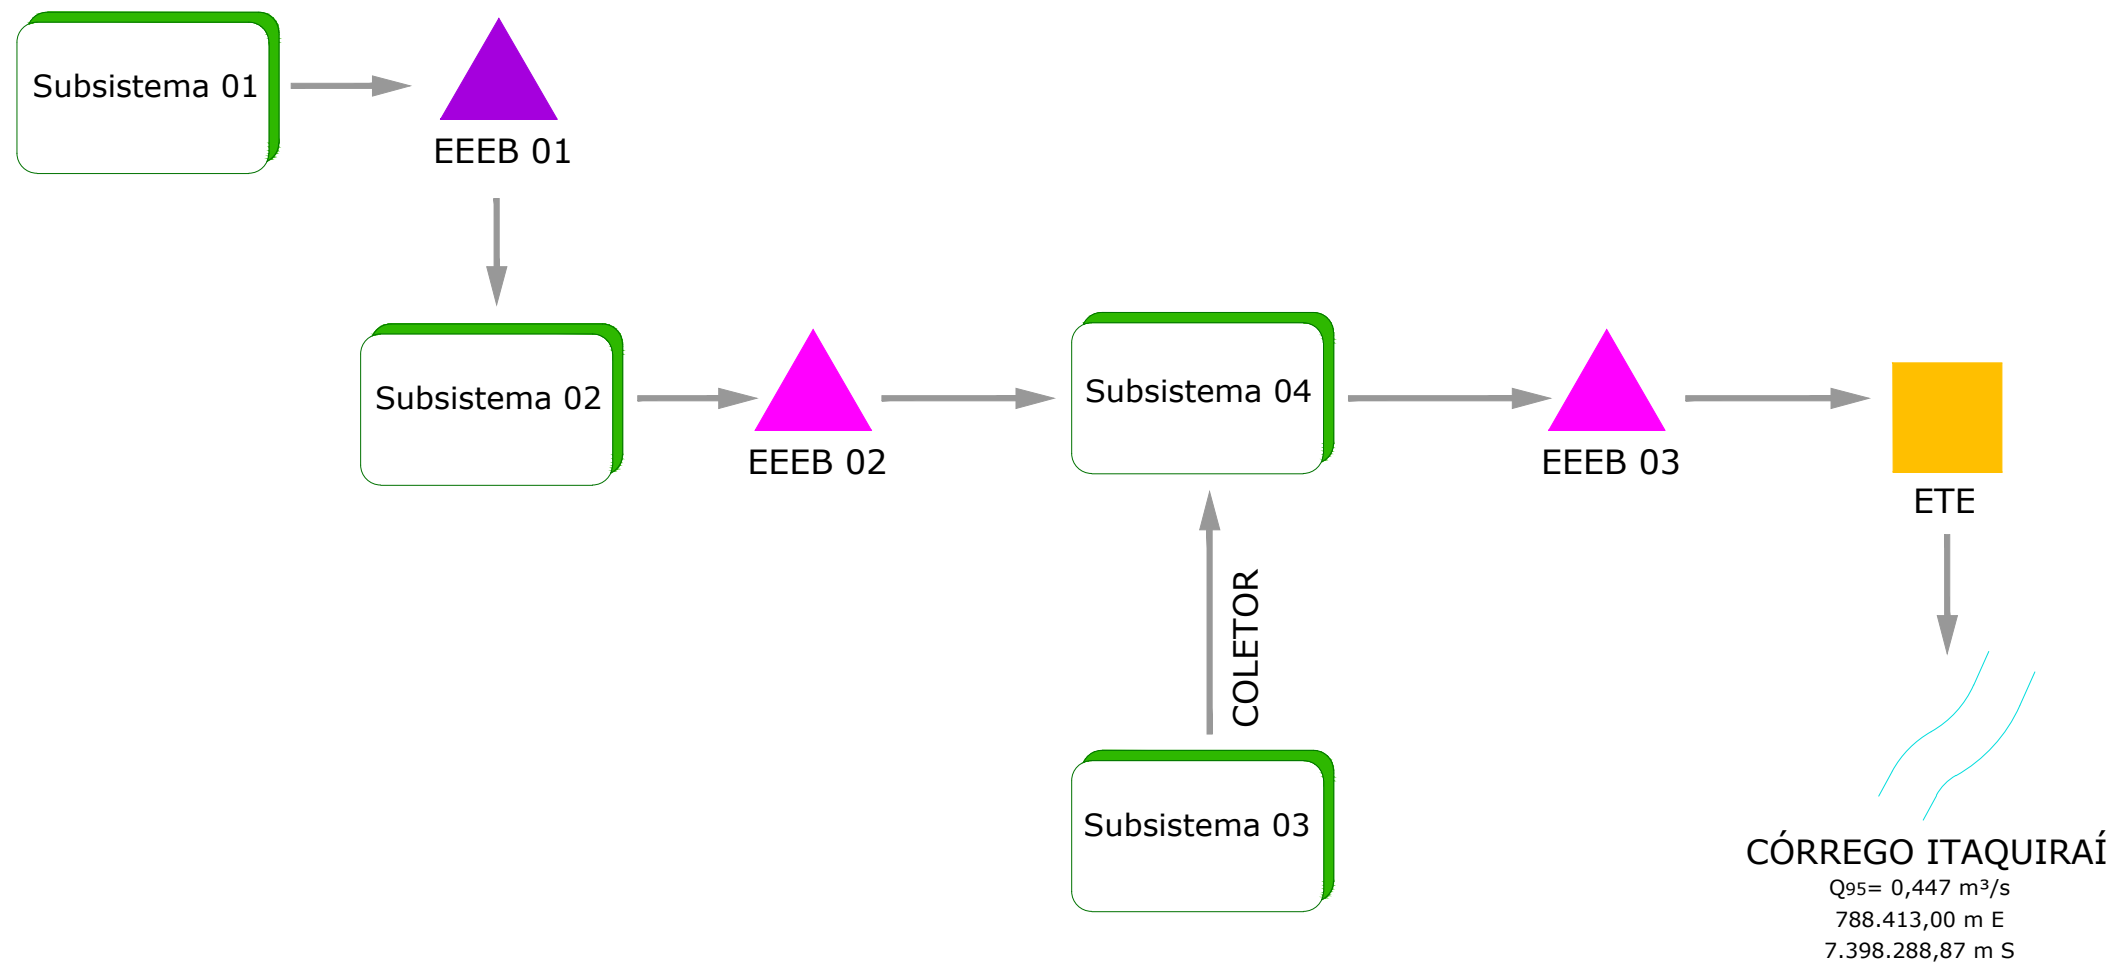 Subsistema 01
EEEB 01
Subsistema 02
EEEB 02
Subsistema 04
EEEB 03
ETE
COLETOR
Subsistema 03
CÓRREGO ITAQUIRAÍ
Q95= 0,447 m³/s
788.413,00 m E
7.398.288,87 m S